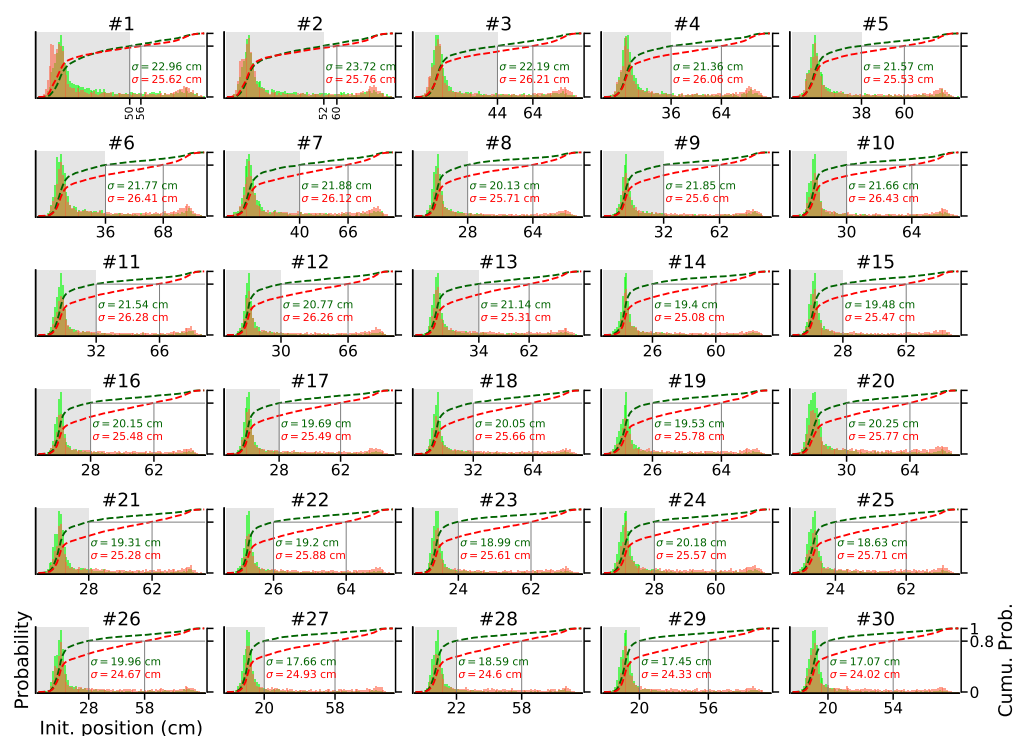 #1 #2 #3 #4 #5
σ = 22.96 cm σ = 23.72 cm σ = 22.19 cm σ = 21.36 cm σ = 21.57 cm
σ = 25.62 cm σ = 25.76 cm σ = 26.21 cm σ = 26.06 cm σ = 25.53 cm
50 56 52 60 44 64 36 64 38 60
#6 #7 #8 #9 #10
σ = 21.77 cm σ = 21.88 cm σ = 20.13 cm σ = 21.85 cm σ = 21.66 cm
σ = 26.41 cm σ = 26.12 cm σ = 25.71 cm σ = 25.6 cm σ = 26.43 cm
36 68 40 66 28 64 32 62 30 64
#11 #12 #13 #14 #15
σ = 21.54 cm σ = 20.77 cm σ = 21.14 cm σ = 19.4 cm σ = 19.48 cm
σ = 26.28 cm σ = 26.26 cm σ = 25.31 cm σ = 25.08 cm σ = 25.47 cm
32 66 30 66 34 62 26 60 28 62
#16 #17 #18 #19 #20
σ = 20.15 cm σ = 19.69 cm σ = 20.05 cm σ = 19.53 cm σ = 20.25 cm
σ = 25.48 cm σ = 25.49 cm σ = 25.66 cm σ = 25.78 cm σ = 25.77 cm
28 62 28 62 32 64 26 64 30 64
#21 #22 #23 #24 #25
σ = 19.31 cm σ = 19.2 cm σ = 18.99 cm σ = 20.18 cm σ = 18.63 cm
σ = 25.28 cm σ = 25.88 cm σ = 25.61 cm σ = 25.57 cm σ = 25.71 cm
28 62 26 64 24 62 28 60 24 62
#26 #27 #28 #29 #30
σ = 19.96 cm σ = 17.66 cm σ = 18.59 cm σ = 17.45 cm σ = 17.07 cm
σ = 24.67 cm σ = 24.93 cm σ = 24.6 cm σ = 24.33 cm σ = 24.02 cm
28 58 20 58 22 58 20 56 20 54
Probability
Init. position (cm)
1
0.8
0
Cumu. Prob.